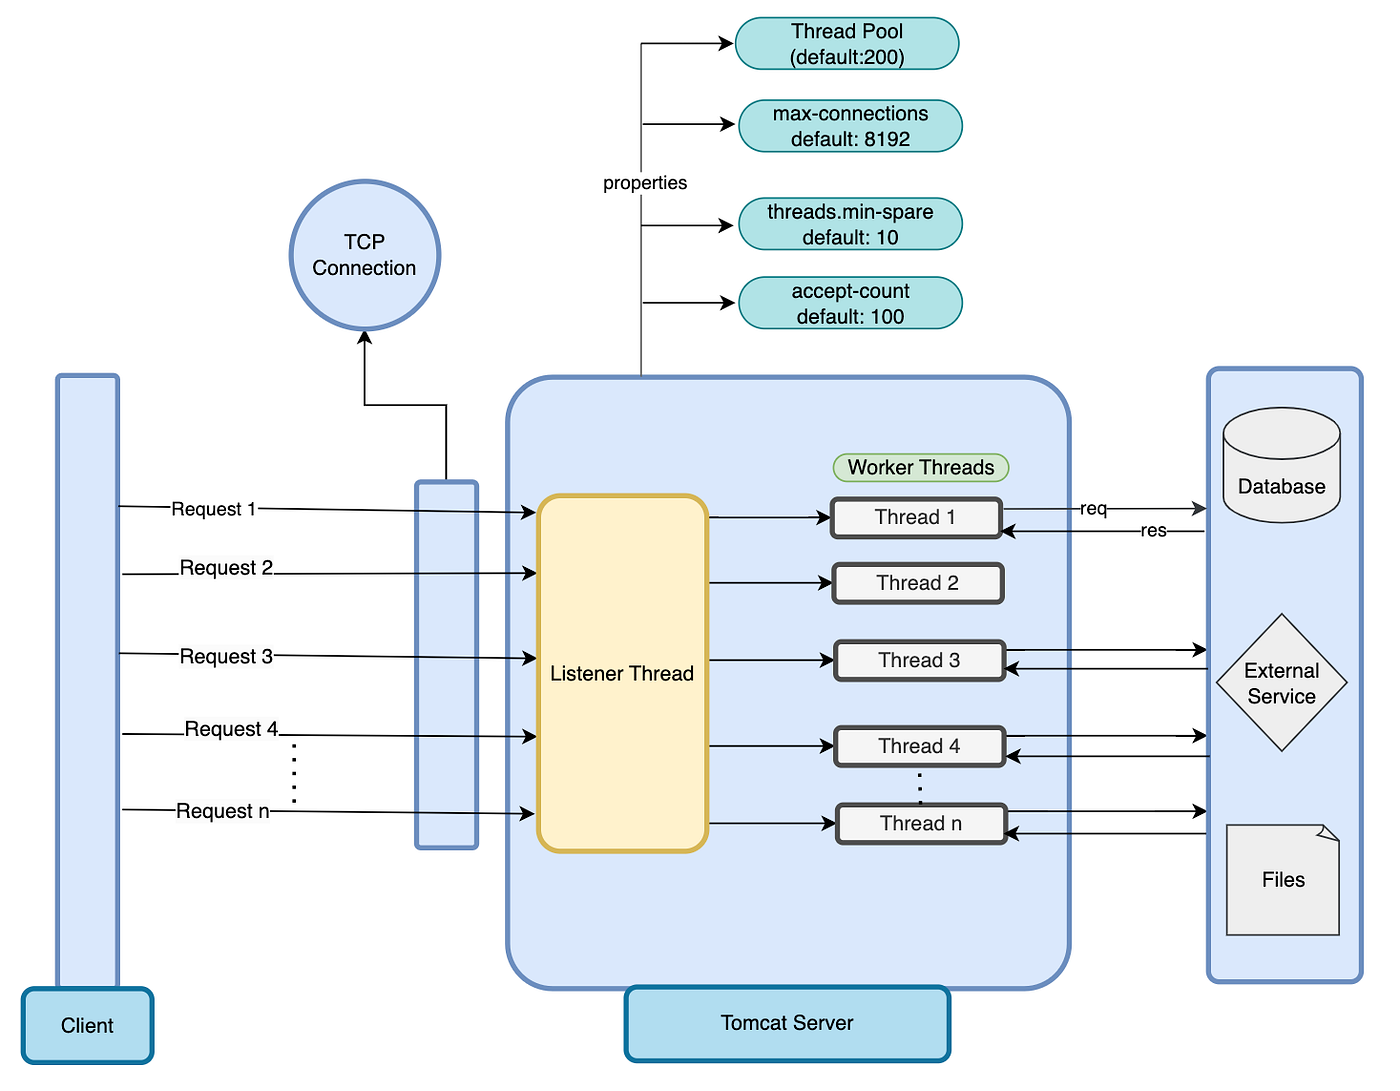 Thread Pool
(default:200)
max-connections
default: 8192
properties
threads.min-spare
default: 10
accept-count
default: 100
TCP
Connection
Worker Threads
Request 1
Thread 1
req
res
Database
Request 2
Thread 2
Request 3
Listener Thread
Thread 3
External
Service
Request 4
Thread 4
Request n
Thread n
Files
Client
Tomcat Server